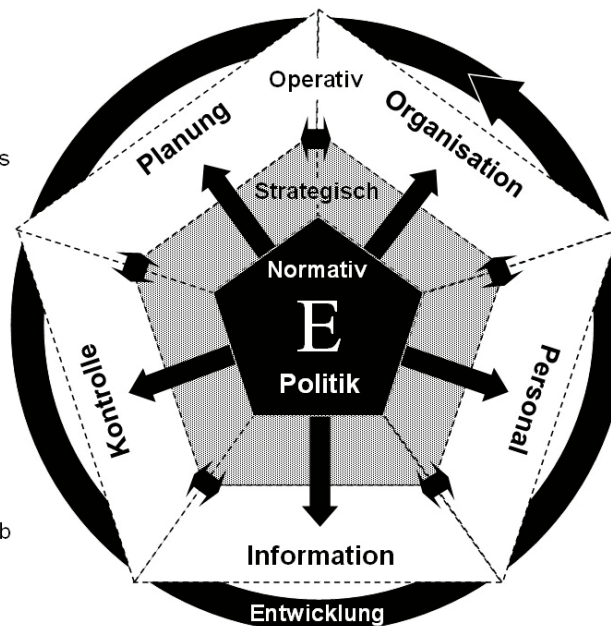 Operativ
Planung
Organisation
s
Strategisch
Normativ
E
Politik
Kontrolle
Personal
b
Information
Entwicklung